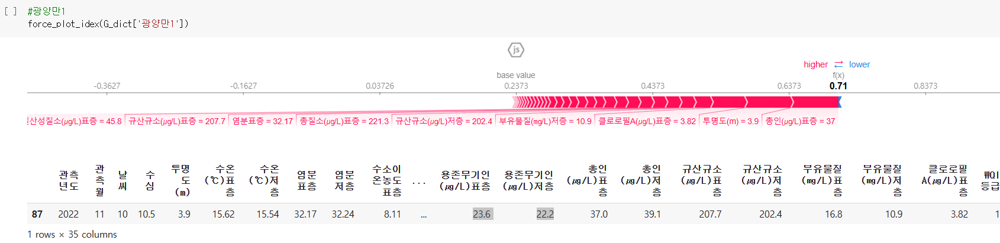 [ ] #광양만1
force_plot_idex(G_dict['광양만1'])
js
higher ⇄ lower
base value f(x)
-0.3627 -0.1627 0.03726 0.2373 0.4373 0.6373 0.71 0.8373
산성질소(㎍/L)표층 = 45.8 규산규소(㎍/L)표층 = 207.7 염분표층 = 32.17 총질소(㎍/L)표층 = 221.3 규산규소(㎍/L)저층 = 202.4 부유물질(㎎/L)저층 = 10.9 클로로필A(㎍/L)표층 = 3.82 투명도(m) = 3.9 총인(㎍/L)표층 = 37
관측년도 관측월 날씨 수심 투명도(m) 수온(℃)표층 수온(℃)저층 염분표층 염분저층 수소이온농도표층 ... 용존무기인(㎍/L)표층 용존무기인(㎍/L)저층 총인(㎍/L)표층 총인(㎍/L)저층 규산규소(㎍/L)표층 규산규소(㎍/L)저층 부유물질(㎎/L)표층 부유물질(㎎/L)저층 클로로필A(㎍/L)표층 WQI등급
87 2022 11 10 10.5 3.9 15.62 15.54 32.17 32.24 8.11 ... 23.6 22.2 37.0 39.1 207.7 202.4 16.8 10.9 3.82 1
1 rows × 35 columns